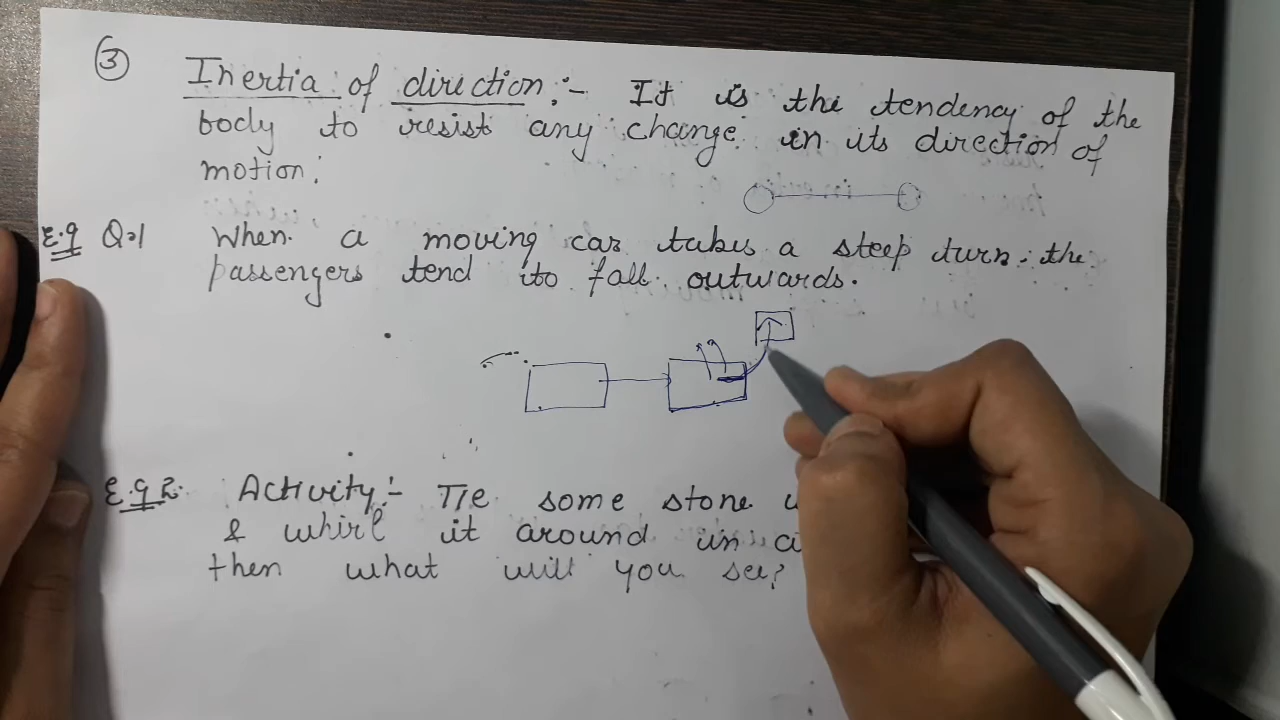 ③ Inertia of direction :- It is the tendency of the
body to resist any change in its direction of
motion.
E.g Q.1 When a moving car takes a steep turn. the
passengers tend to fall outwards.
E.g 2. Activity:- Tie some stone
& whirl it around in a
then what will you see?